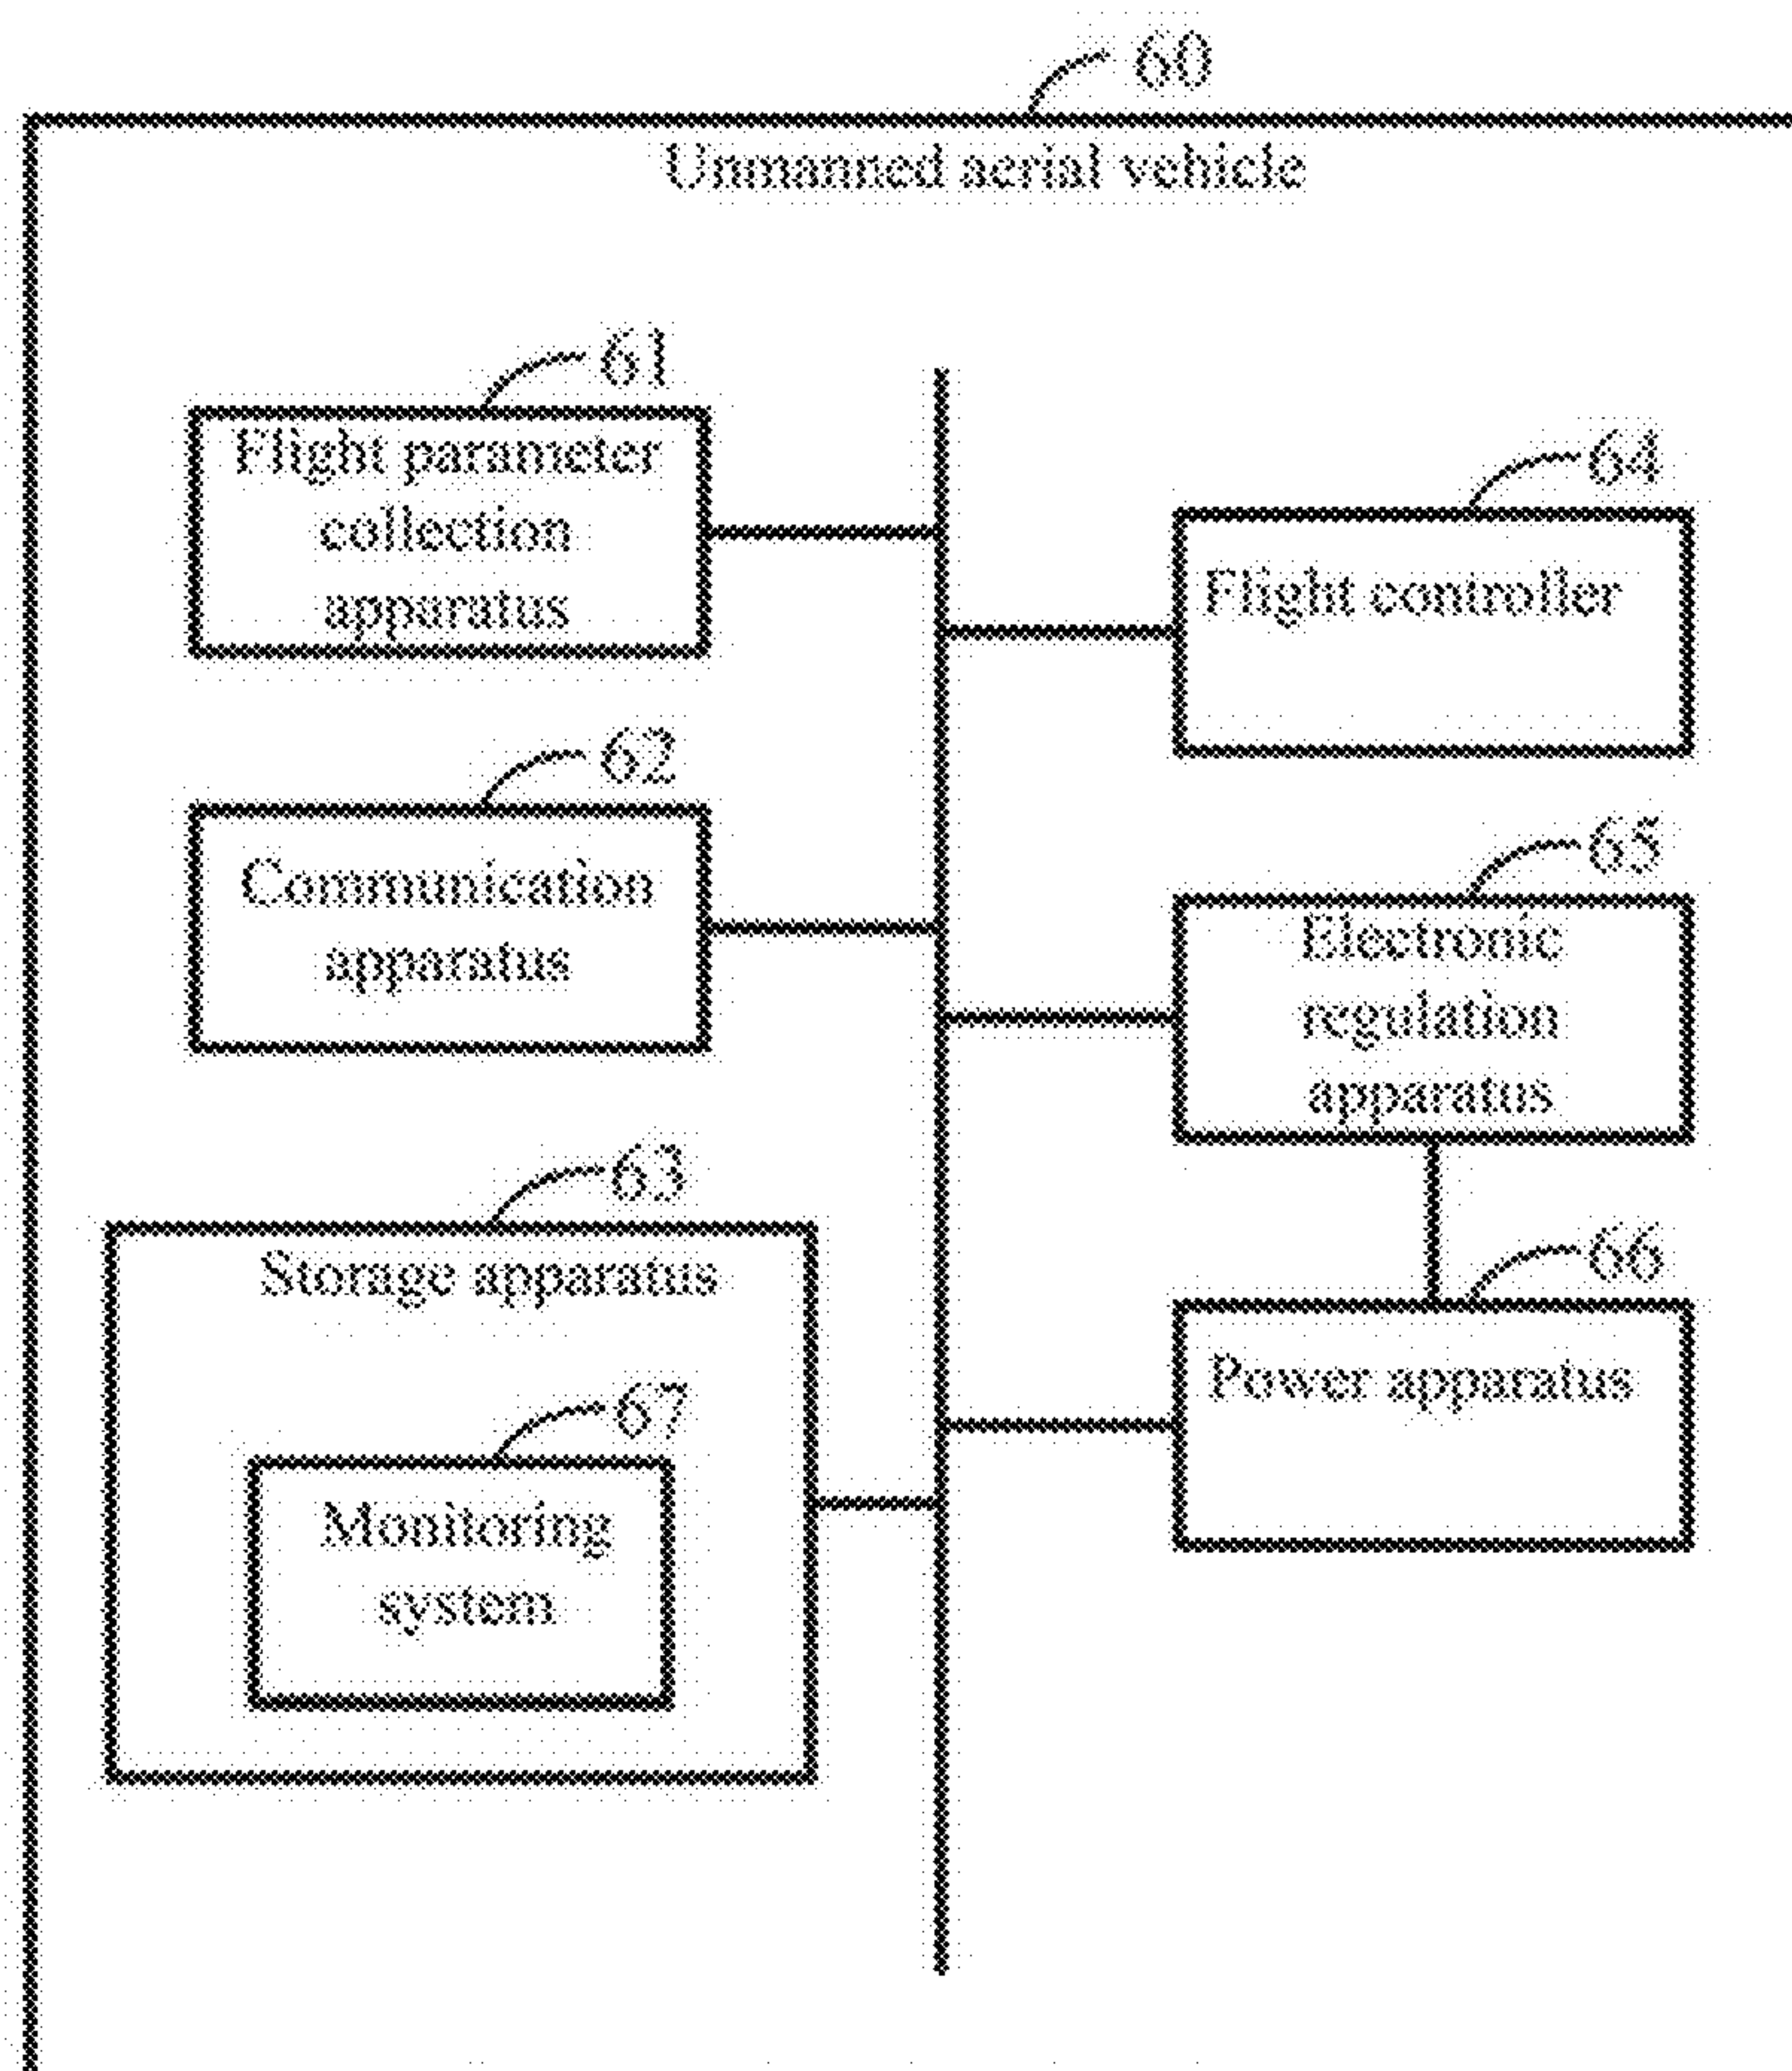 60
Unmanned aerial vehicle
61
Flight parameter
collection
apparatus
62
Communication
apparatus
63
Storage apparatus
67
Monitoring
system
64
Flight controller
65
Electronic
regulation
apparatus
66
Power apparatus